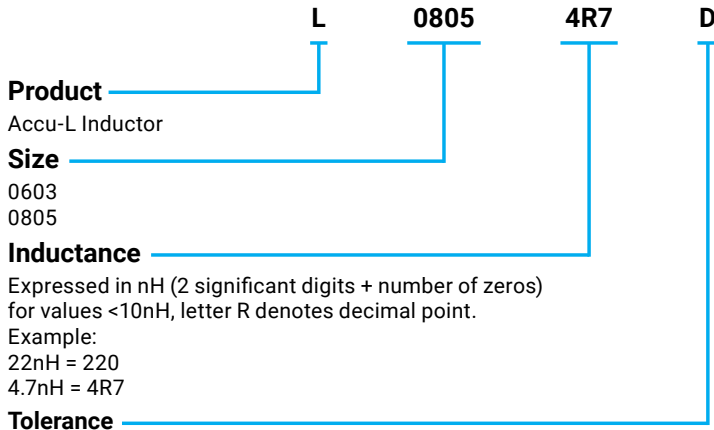 L 0805 4R7 D
Product
Accu-L Inductor
Size
0603
0805
Inductance
Expressed in nH (2 significant digits + number of zeros)
for values <10nH, letter R denotes decimal point.
Example:
22nH = 220
4.7nH = 4R7
Tolerance